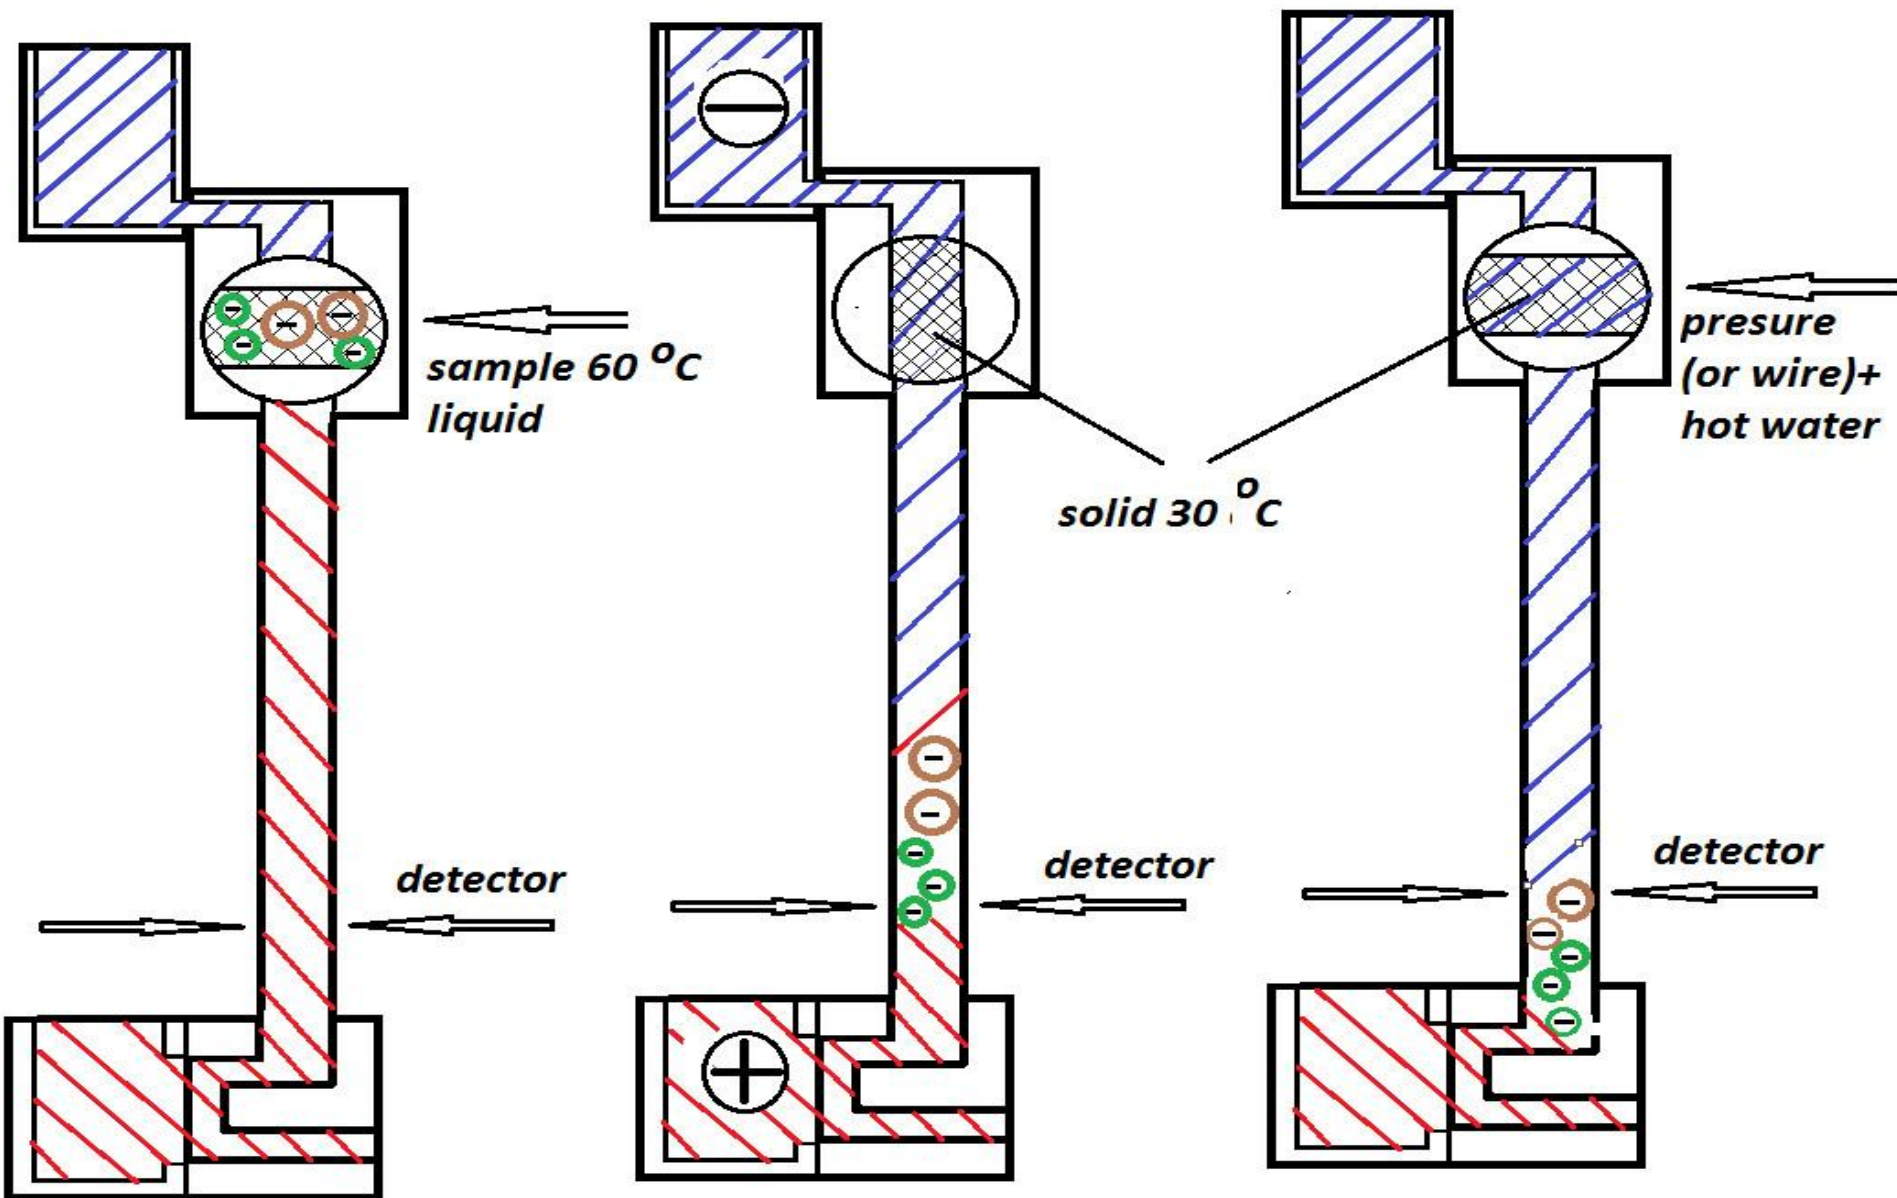 sample 60 °C
liquid
detector
solid 30 °C
detector
presure
(or wire)+
hot water
detector